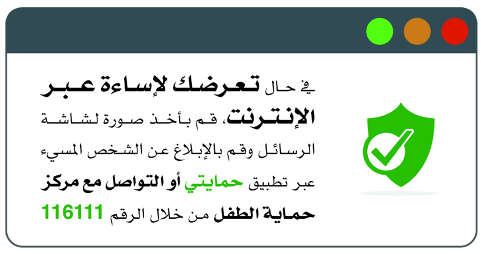 في حال تعرضك لإساءة عبر
الإنترنت، قم بأخذ صورة لشاشة
الرسائل وقم بالإبلاغ عن الشخص المسيء
عبر تطبيق حمايتي أو التواصل مع مركز
حماية الطفل من خلال الرقم 116111